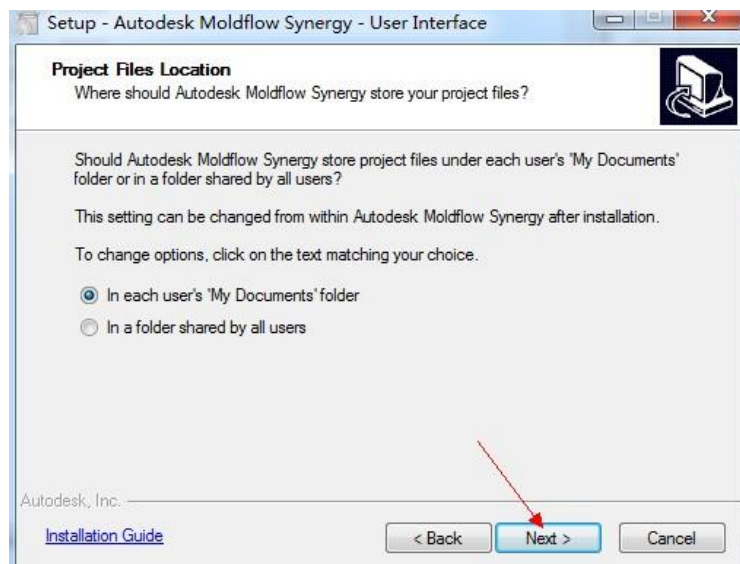 Setup - Autodesk Moldflow Synergy - User Interface
Project Files Location
Where should Autodesk Moldflow Synergy store your project files?
Should Autodesk Moldflow Synergy store project files under each user's 'My Documents'
folder or in a folder shared by all users?
This setting can be changed from within Autodesk Moldflow Synergy after installation.
To change options, click on the text matching your choice.
In each user's 'My Documents' folder
In a folder shared by all users
Autodesk, Inc.
Installation Guide
< Back
Next >
Cancel